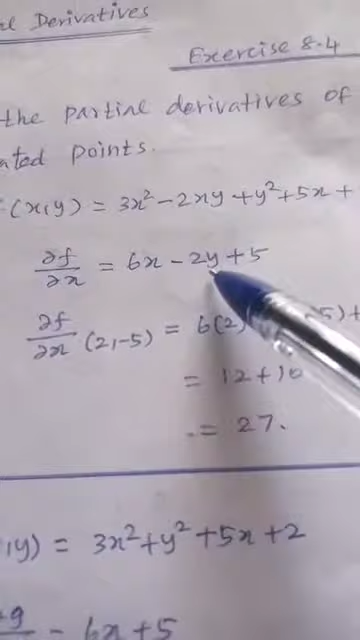 Derivatives
Exercise 8.4
the partial derivatives of
points.
(x,y) = 3x² - 2xy + y² + 5x +
∂f/∂x = 6x - 2y + 5
∂f/∂x (2,-5) = 6(2) 5) +
= 12 + 10
= 27.
y) = 3x² + y² + 5x + 2
= 6x + 5